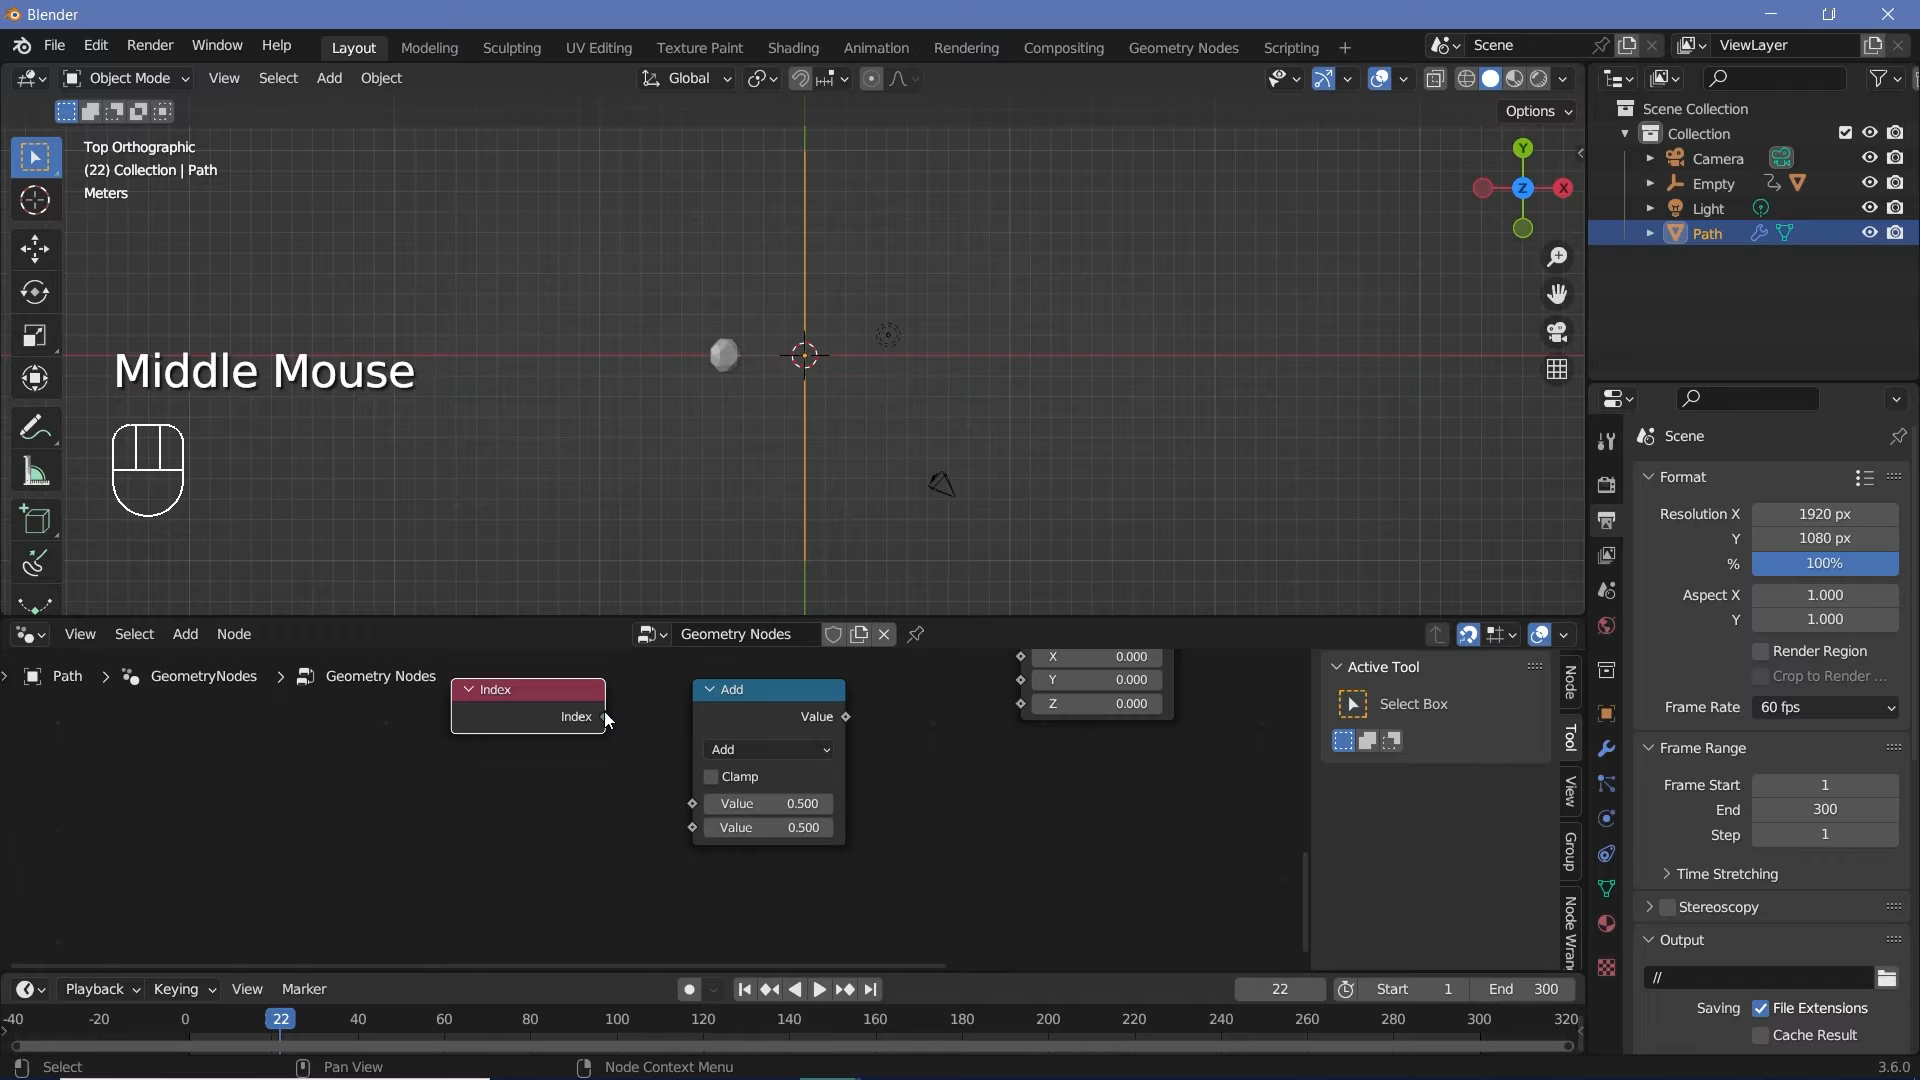 Blender
File Edit Render Window Help Layout Modeling Sculpting UV Editing Texture Paint Shading Animation Rendering Compositing Geometry Nodes Scripting Scene ViewLayer
Object Mode View Select Add Object Global
Options
Top Orthographic
(22) Collection | Path
Meters
Y
Z X
Middle Mouse
Scene Collection
Collection
Camera
Empty
Light
Path
Scene
Format
Resolution X 1920 px
Y 1080 px
% 100%
Aspect X 1.000
Y 1.000
Render Region
Crop to Render ...
Frame Rate 60 fps
Frame Range
Frame Start 1
End 300
Step 1
Time Stretching
Stereoscopy
Output
//
Saving File Extensions
Cache Result
View Select Add Node Geometry Nodes
Path GeometryNodes Geometry Nodes
Index
Index
Add
Value
Add
Clamp
Value 0.500
Value 0.500
X 0.000
Y 0.000
Z 0.000
Active Tool
Select Box
Node
Tool
View
Group
Node Wran
Playback Keying View Marker 22 Start 1 End 300
-40 -20 0 22 40 60 80 100 120 140 160 180 200 220 240 260 280 300 320
Select Pan View Node Context Menu 3.6.0